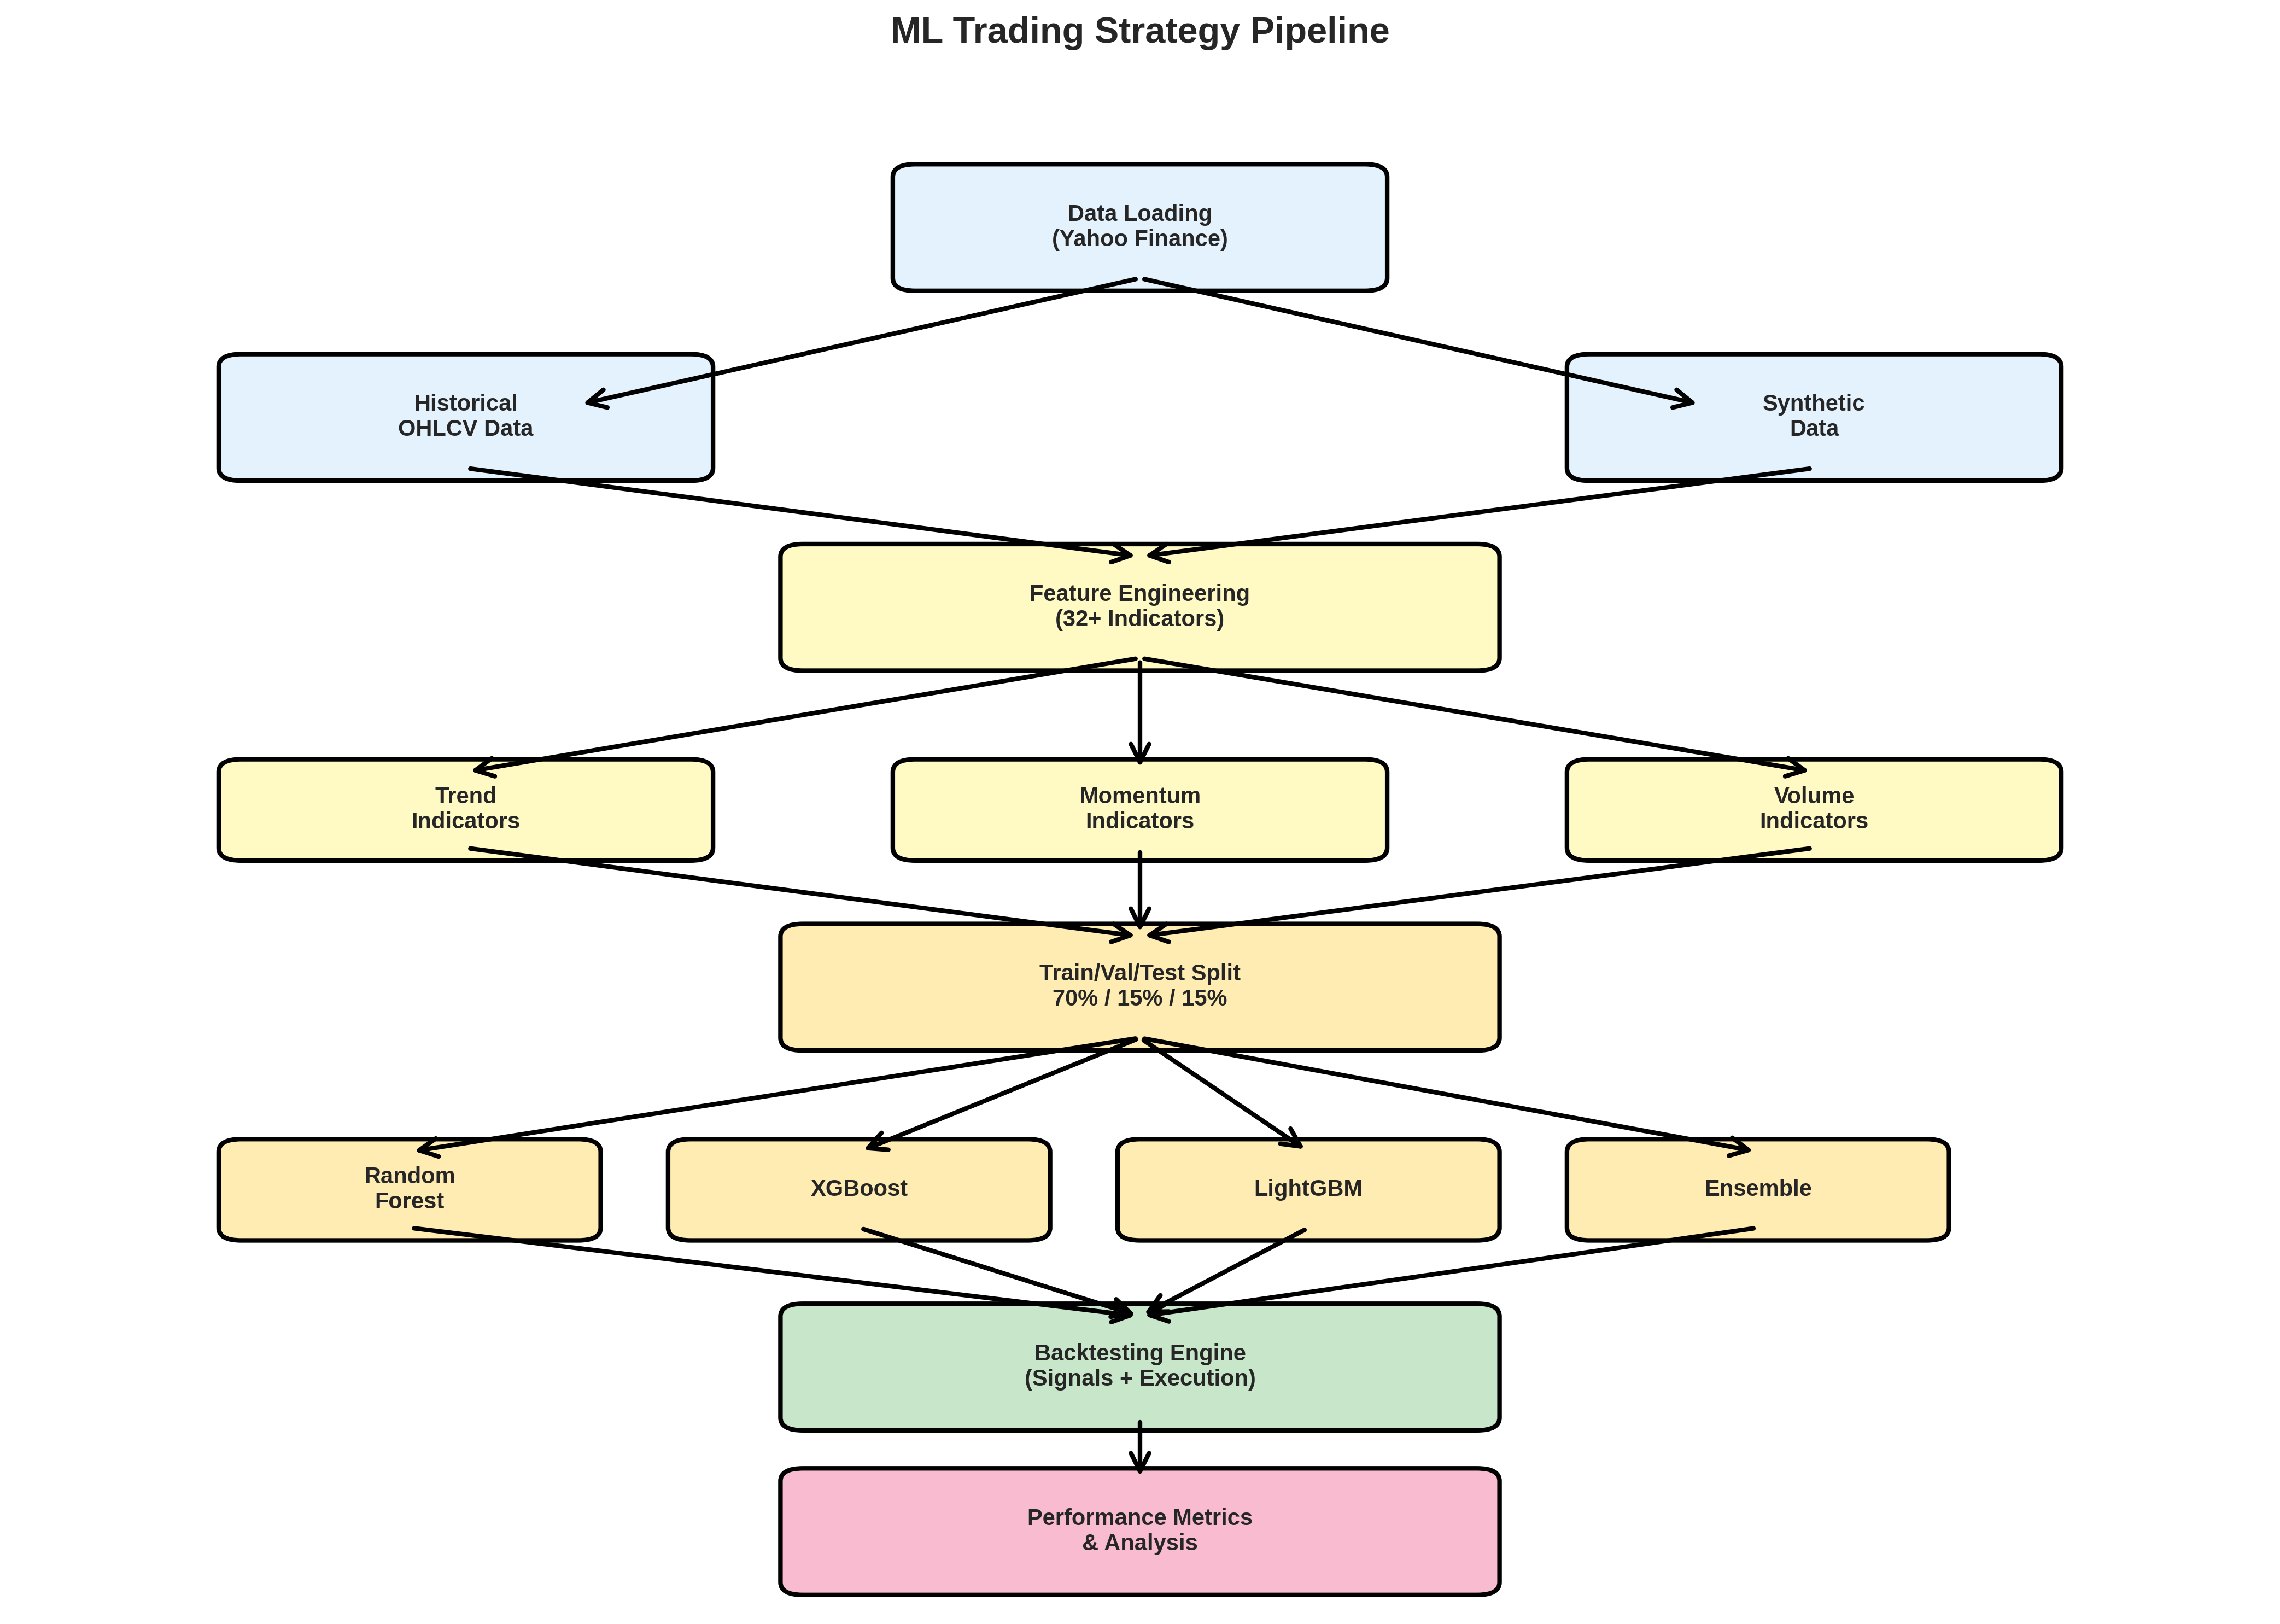 ML Trading Strategy Pipeline
Data Loading
(Yahoo Finance)
Historical
OHLCV Data
Synthetic
Data
Feature Engineering
(32+ Indicators)
Trend
Indicators
Momentum
Indicators
Volume
Indicators
Train/Val/Test Split
70% / 15% / 15%
Random
Forest
XGBoost
LightGBM
Ensemble
Backtesting Engine
(Signals + Execution)
Performance Metrics
& Analysis